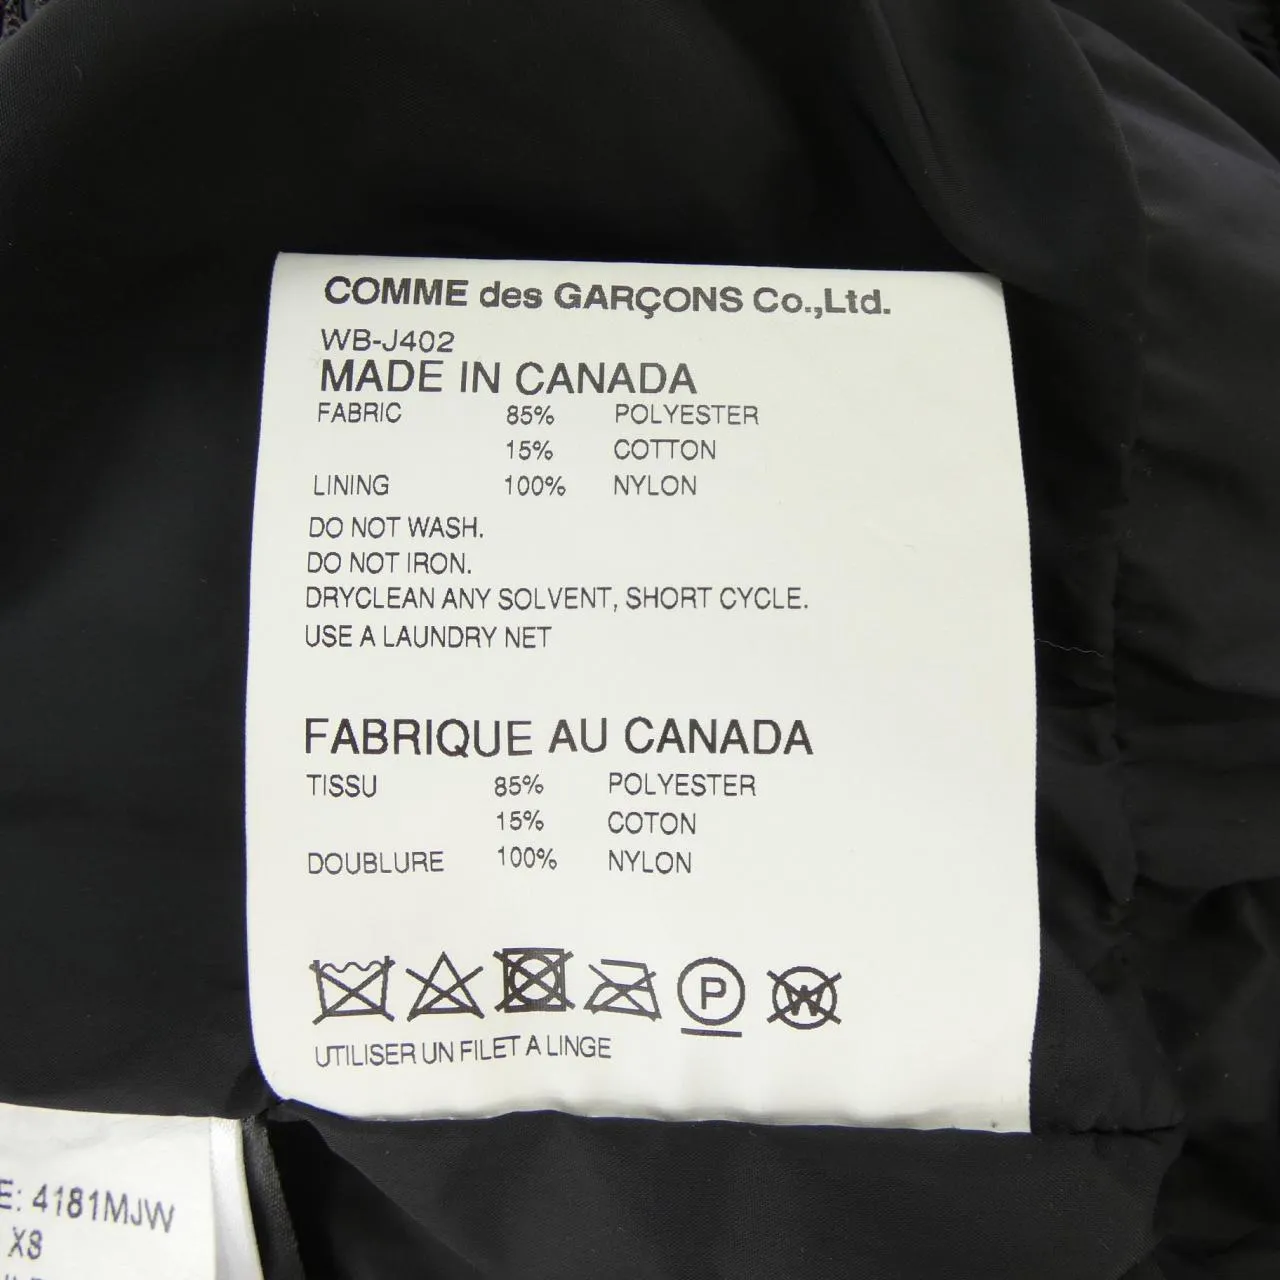 COMME des GARÇONS Co.,Ltd.
WB-J402
MADE IN CANADA
FABRIC 85% POLYESTER
15% COTTON
LINING 100% NYLON
DO NOT WASH.
DO NOT IRON.
DRYCLEAN ANY SOLVENT, SHORT CYCLE.
USE A LAUNDRY NET
FABRIQUE AU CANADA
TISSU 85% POLYESTER
15% COTON
DOUBLURE 100% NYLON
P W
UTILISER UN FILET A LINGE
E: 4181MJW
XS